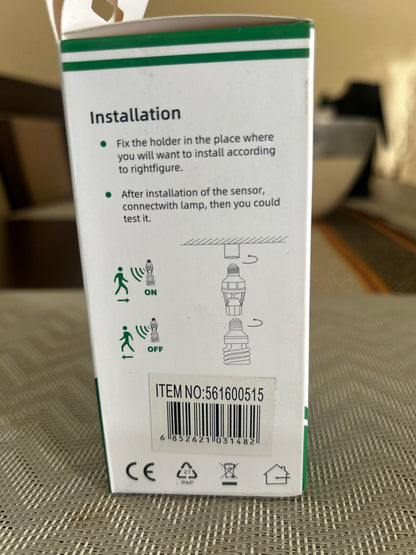 Installation
Fix the holder in the place where
you will want to install according
to rightfigure.
After installation of the sensor,
connectwith lamp, then you could
test it.
ON
OFF
ITEM NO:561600515
6 852621 031482
CE
21
PAP